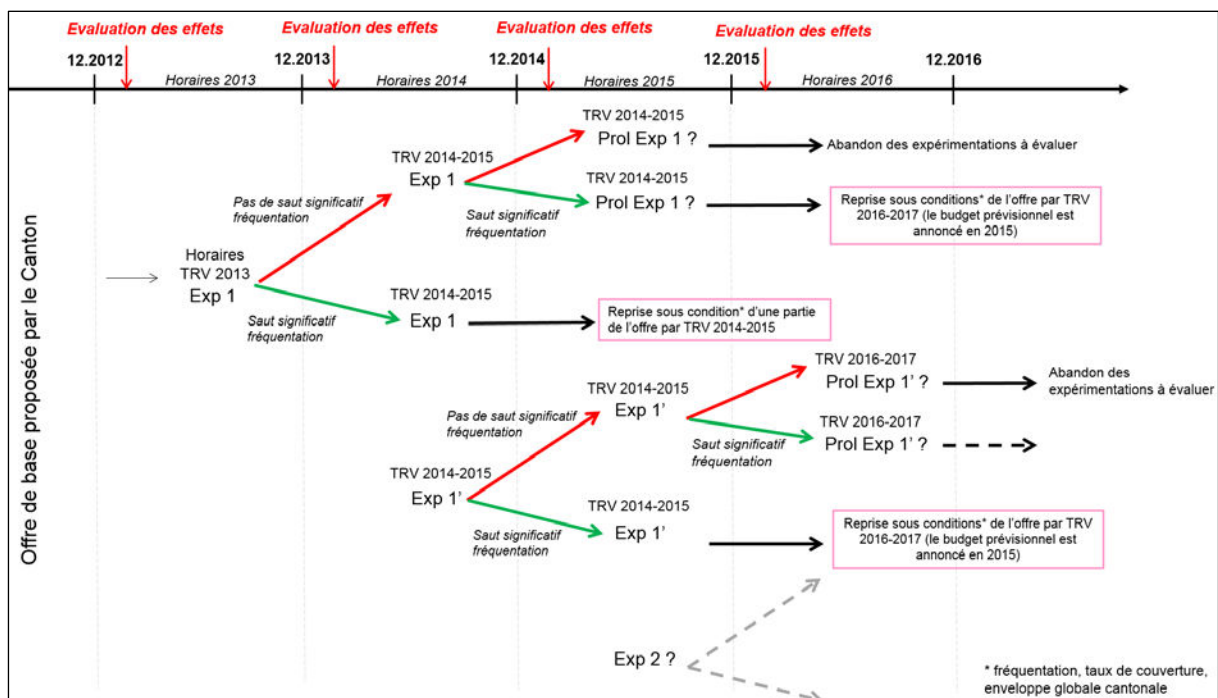 Evaluation des effets
Evaluation des effets
Evaluation des effets
Evaluation des effets
12.2012
12.2013
12.2014
12.2015
12.2016
Horaires 2013
Horaires 2014
Horaires 2015
Horaires 2016
Offre de base proposée par le Canton
TRV 2014-2015
Prol Exp 1 ?
Abandon des expérimentations à évaluer
TRV 2014-2015
Exp 1
TRV 2014-2015
Prol Exp 1 ?
Pas de saut significatif
fréquentation
Saut significatif
fréquentation
Reprise sous conditions* de l'offre par TRV
2016-2017 (le budget prévisionnel est
annoncé en 2015)
Horaires
TRV 2013
Exp 1
TRV 2014-2015
Exp 1
Saut significatif
fréquentation
Reprise sous condition* d'une partie
de l'offre par TRV 2014-2015
TRV 2016-2017
Prol Exp 1' ?
Abandon des
expérimentations à évaluer
TRV 2014-2015
Exp 1'
Pas de saut significatif
fréquentation
TRV 2016-2017
Prol Exp 1' ?
Saut significatif
fréquentation
TRV 2014-2015
Exp 1'
TRV 2014-2015
Exp 1'
Saut significatif
fréquentation
Reprise sous conditions* de l'offre par TRV
2016-2017 (le budget prévisionnel est
annoncé en 2015)
Exp 2 ?
* fréquentation, taux de couverture,
enveloppe globale cantonale